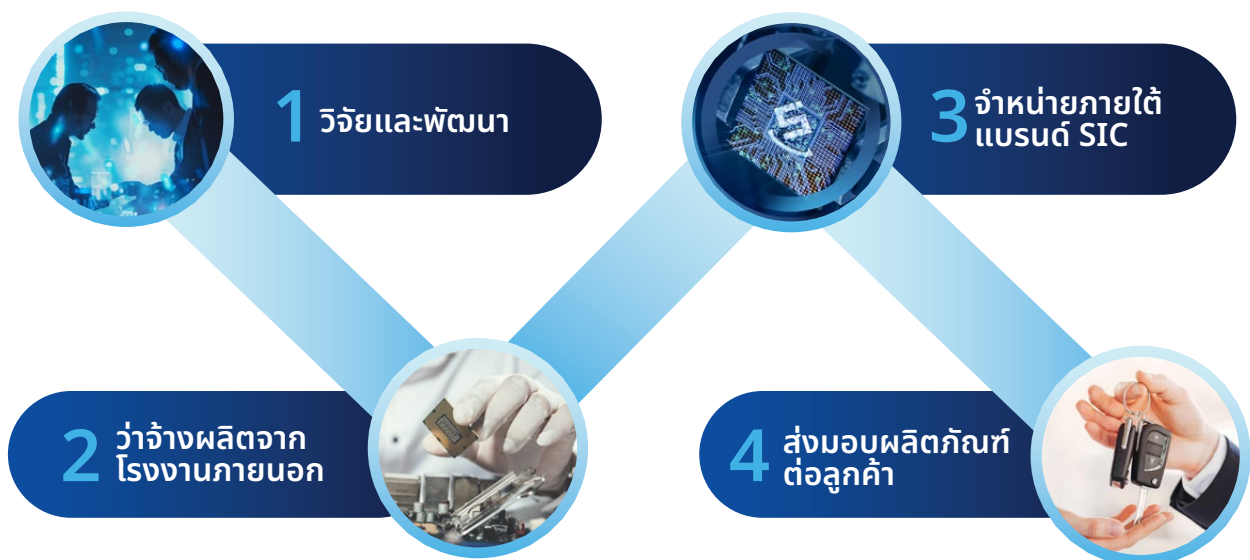 1 วิจัยและพัฒนา
2 ว่าจ้างผลิตจาก
โรงงานภายนอก
3 จำหน่ายภายใต้
แบรนด์ SIC
4 ส่งมอบผลิตภัณฑ์
ต่อลูกค้า